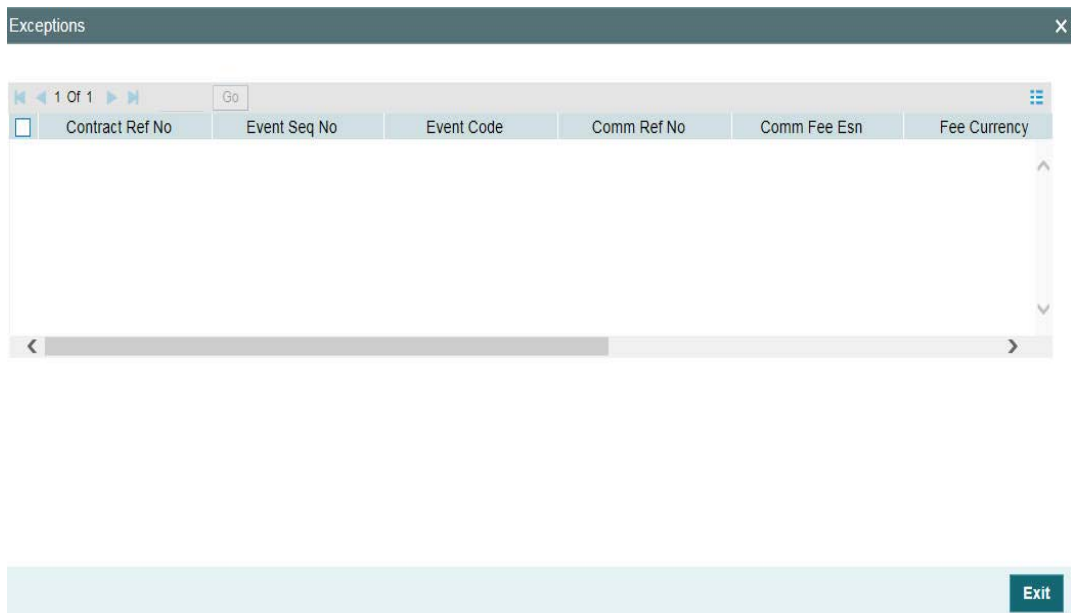 Exceptions
1 Of 1 Go
Contract Ref No Event Seq No Event Code Comm Ref No Comm Fee Esn Fee Currency
Exit